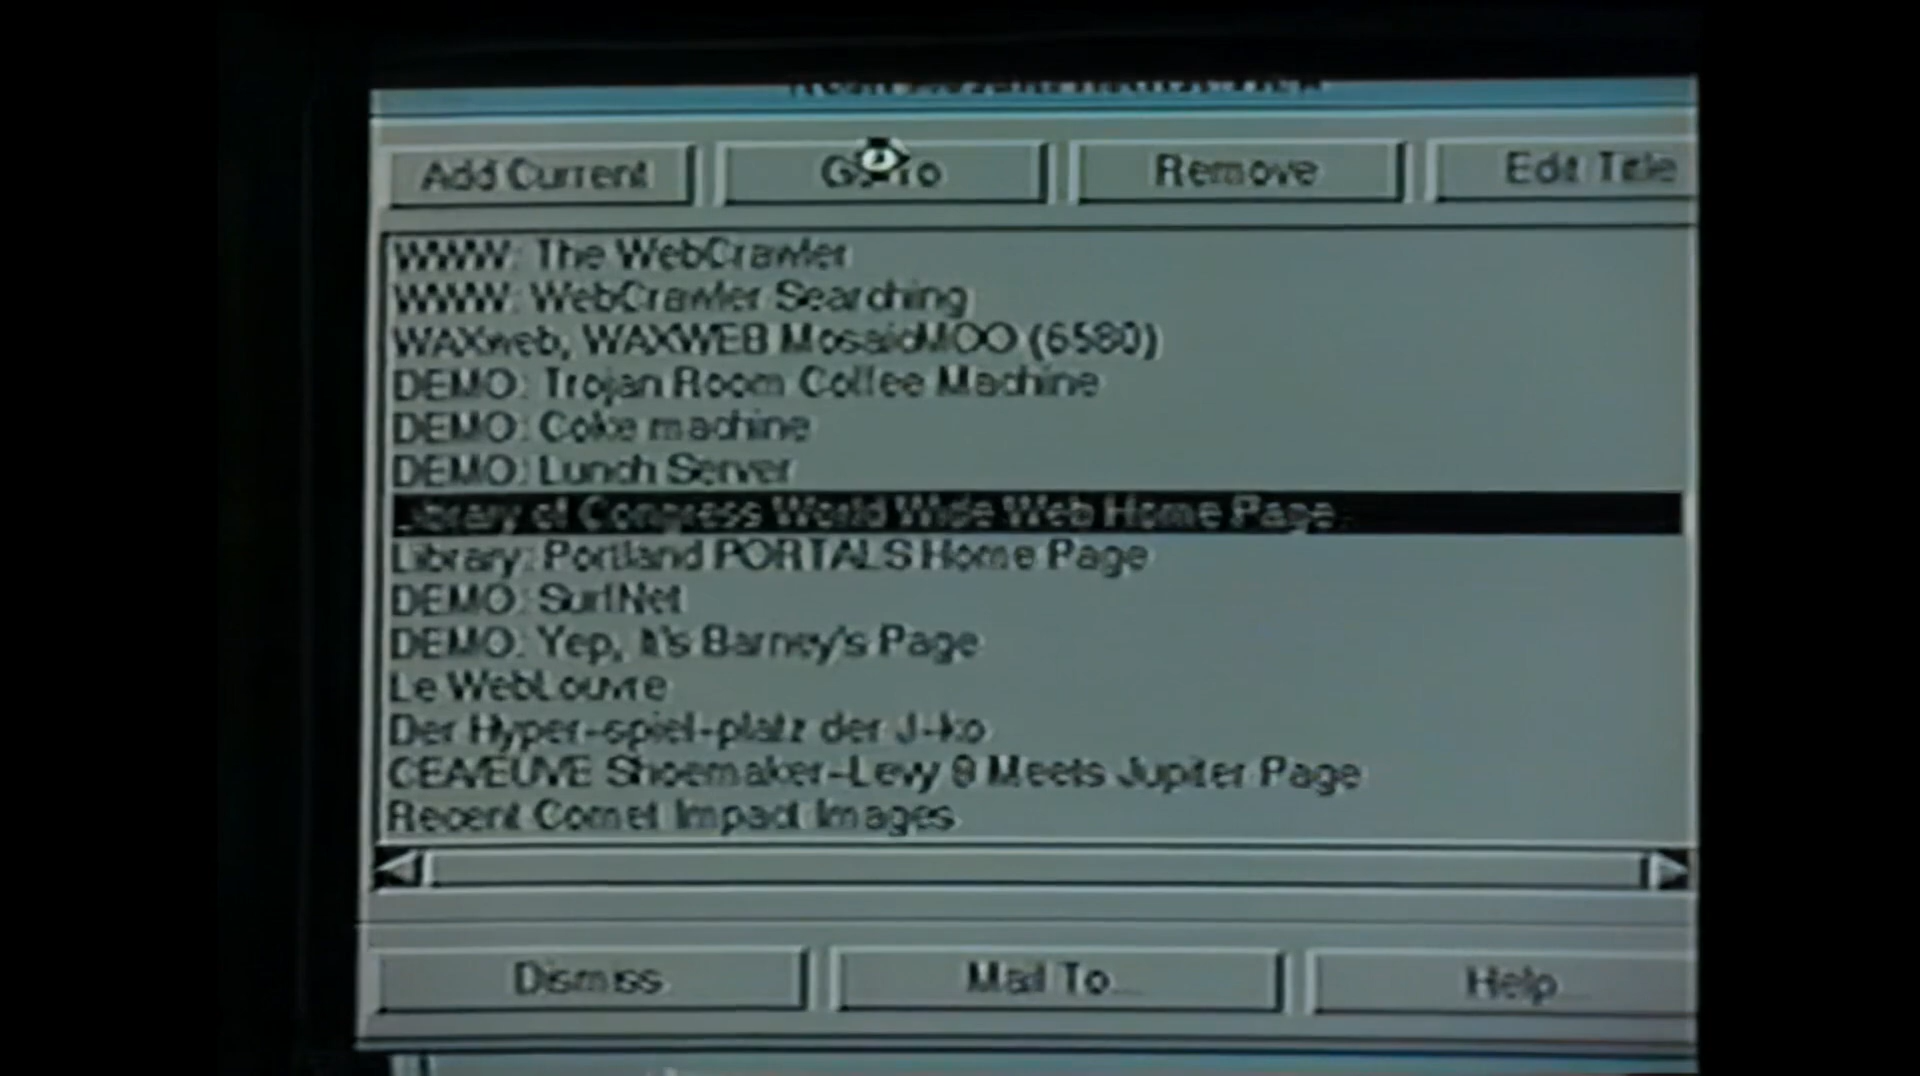 Add Current
Go To
Remove
Edit Title
WWW: The WebCrawler
WWW: WebCrawler Searching
WAXweb, WAXWEB MosaicMOO (6580)
DEMO: Trojan Room Coffee Machine
DEMO: Coke machine
DEMO: Lunch Server
Library of Congress World Wide Web Home Page
Library: Portland PORTALS Home Page
DEMO: SurfNet
DEMO: Yep, It's Barney's Page
Le WebLouvre
Der Hyper-spiel-platz der J-ko
CEA/EUVE Shoemaker-Levy 9 Meets Jupiter Page
Recent Comet Impact Images
Dismiss
Mail To...
Help...